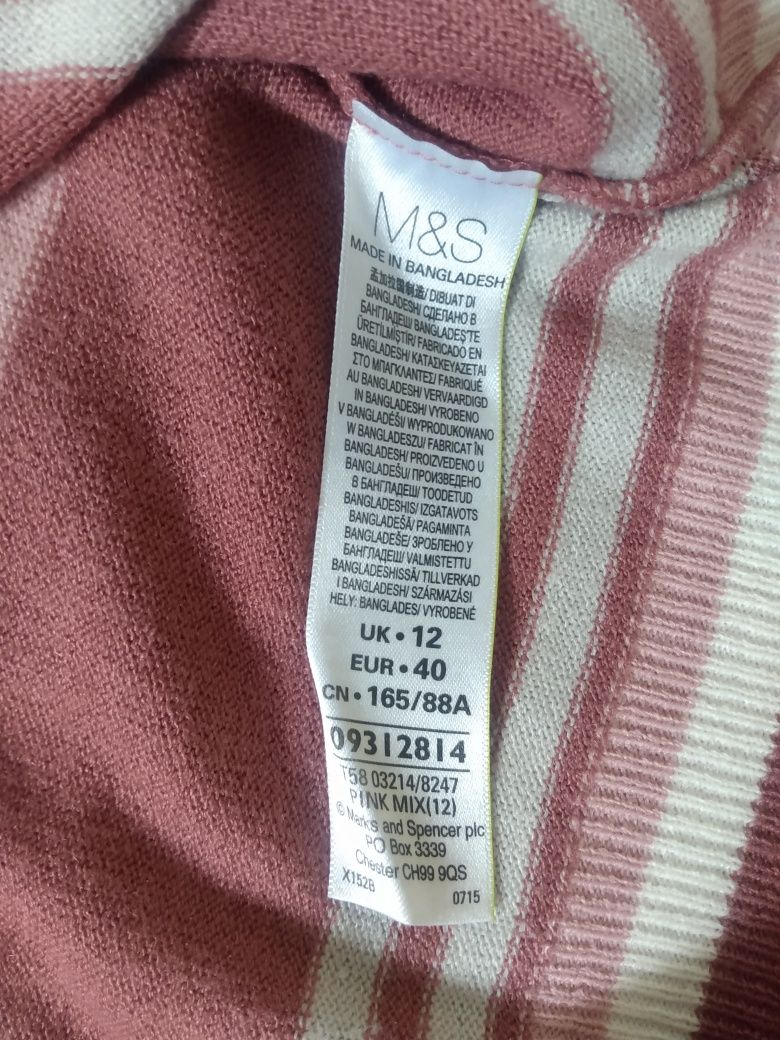 M&S
MADE IN BANGLADESH
孟加拉国制造/ DIBUAT DI
BANGLADESH/ СДЕЛАНО В
БАНГЛАДЕШ/ BANGLADEŞ'TE
ÜRETİLMİŞTİR/ FABRICADO EN
BANGLADESH/ ΚΑΤΑΣΚΕΥΑΖΕΤΑΙ
ΣΤΟ ΜΠΑΓΚΛΑΝΤΕΣ/ FABRIQUÉ
AU BANGLADESH/ VERVAARDIGD
IN BANGLADESH/ VYROBENO
V BANGLADÉŠI/ WYPRODUKOWANO
W BANGLADESZU/ FABRICAT ÎN
BANGLADESH/ PROIZVEDENO U
BANGLADEŠU/ ПРОИЗВЕДЕНО
В БАНГЛАДЕШ/ TOODETUD
BANGLADESHIS/ IZGATAVOTS
BANGLADEŠĀ/ PAGAMINTA
BANGLADEŠE/ ЗРОБЛЕНО У
БАНГЛАДЕШ/ VALMISTETTU
BANGLADESHISSÄ/ TILLVERKAD
I BANGLADESH/ SZÁRMAZÁSI
HELY: BANGLADES/ VYROBENÉ
UK • 12
EUR • 40
CN • 165/88A
09312814
T58 03214/8247
PINK MIX(12)
© Marks and Spencer plc
PO Box 3339
Chester CH99 9QS
X152B 0715